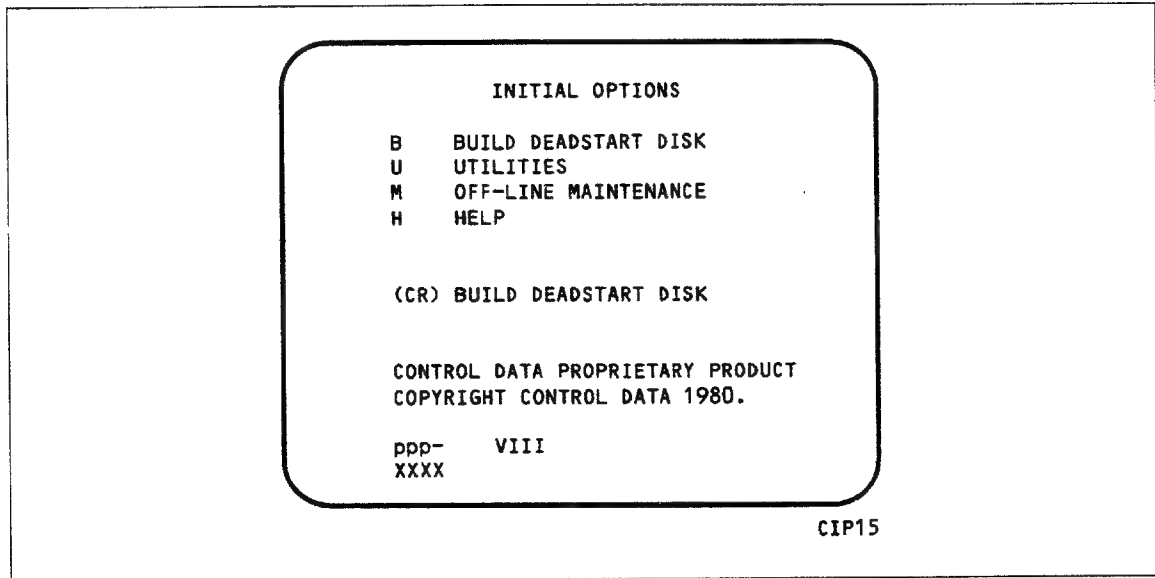 INITIAL OPTIONS
B BUILD DEADSTART DISK
U UTILITIES
M OFF-LINE MAINTENANCE
H HELP
(CR) BUILD DEADSTART DISK
CONTROL DATA PROPRIETARY PRODUCT
COPYRIGHT CONTROL DATA 1980.
ppp- VIII
XXXX
CIP15